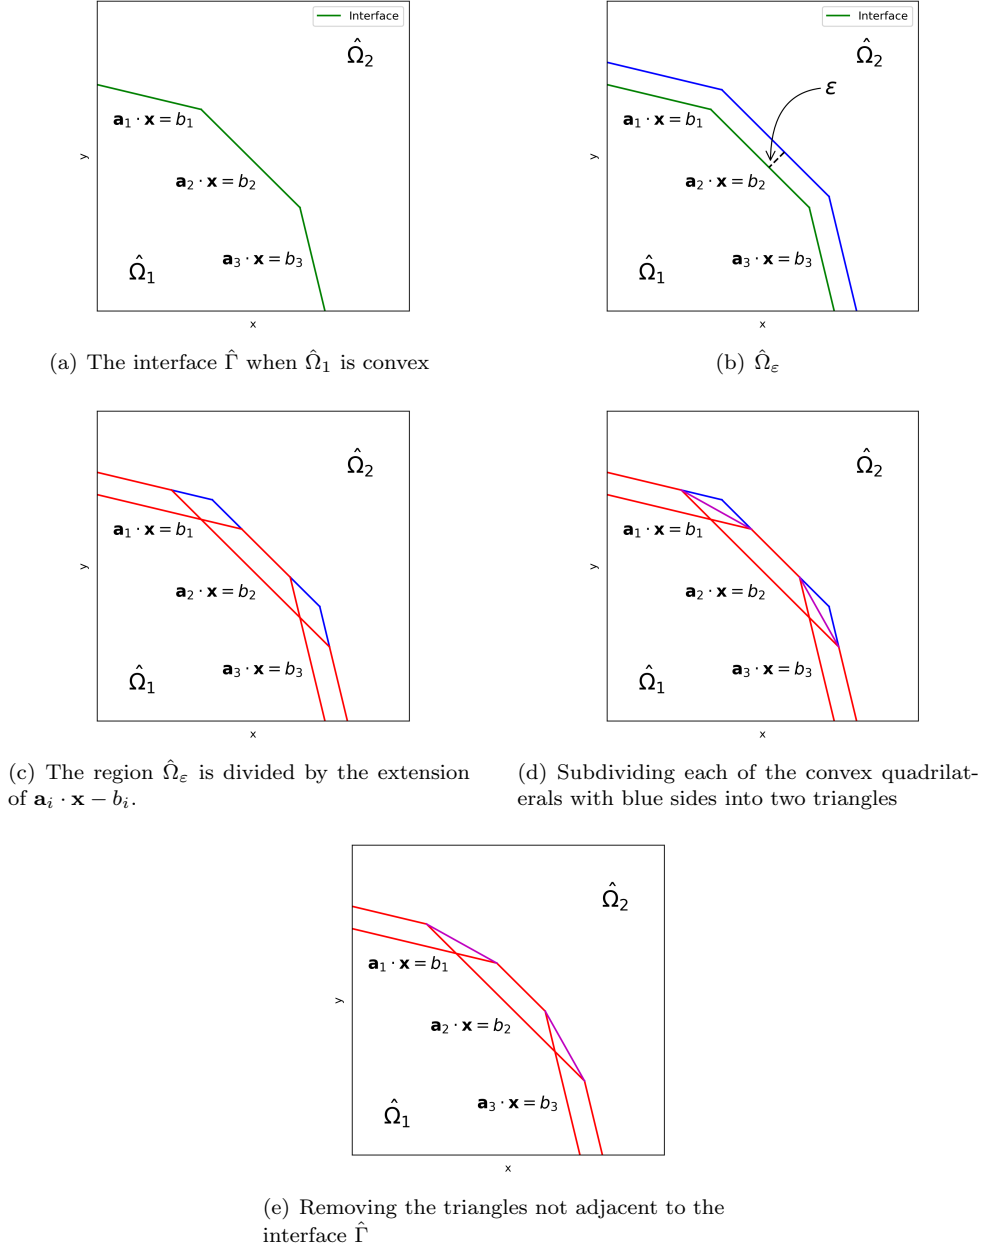 Interface
Ω̂₂
a₁ · x = b₁
a₂ · x = b₂
a₃ · x = b₃
Ω̂₁
y
x
(a) The interface Γ̂ when Ω̂₁ is convex
Interface
Ω̂₂
ε
a₁ · x = b₁
a₂ · x = b₂
a₃ · x = b₃
Ω̂₁
y
x
(b) Ω̂ε
Ω̂₂
a₁ · x = b₁
a₂ · x = b₂
a₃ · x = b₃
Ω̂₁
y
x
(c) The region Ω̂ε is divided by the extension
of aᵢ · x − bᵢ.
Ω̂₂
a₁ · x = b₁
a₂ · x = b₂
a₃ · x = b₃
Ω̂₁
y
x
(d) Subdividing each of the convex quadrilat-
erals with blue sides into two triangles
Ω̂₂
a₁ · x = b₁
a₂ · x = b₂
a₃ · x = b₃
Ω̂₁
y
x
(e) Removing the triangles not adjacent to the
interface Γ̂